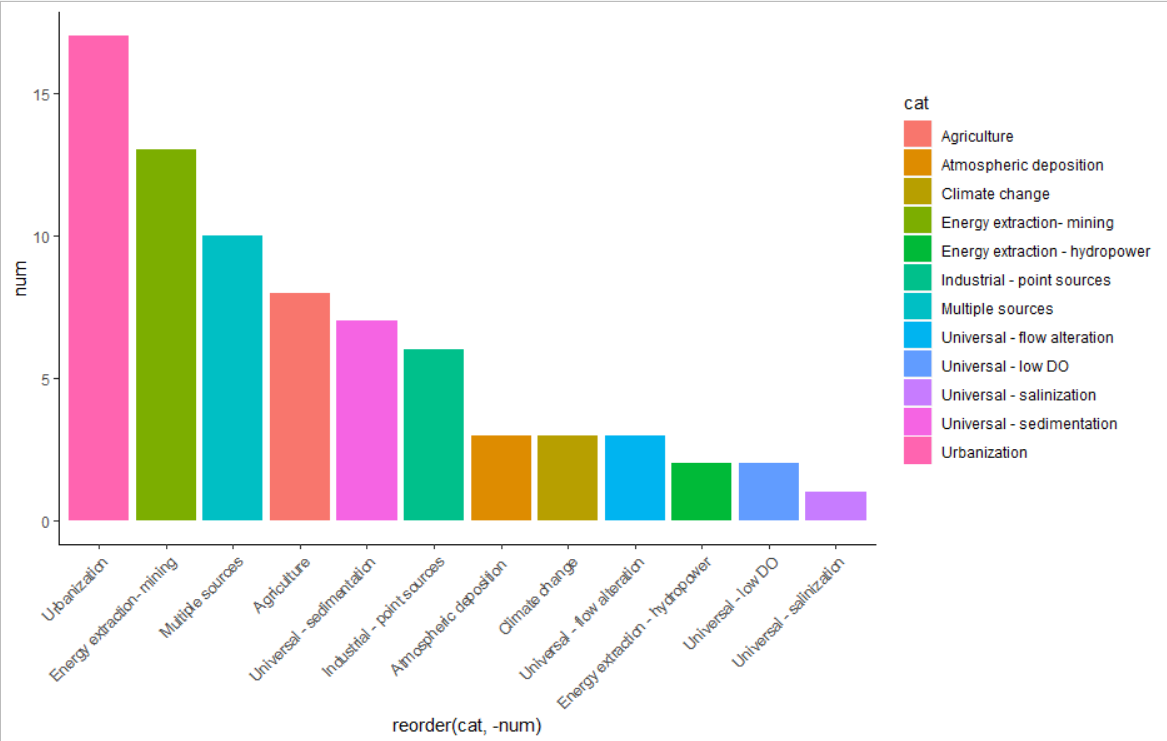 num
15
10
5
0
Urbanization
Energy extraction- mining
Multiple sources
Agriculture
Universal - sedimentation
Industrial - point sources
Atmospheric deposition
Climate change
Universal - flow alteration
Energy extraction - hydropower
Universal - low DO
Universal - salinization
reorder(cat, -num)
cat
Agriculture
Atmospheric deposition
Climate change
Energy extraction- mining
Energy extraction - hydropower
Industrial - point sources
Multiple sources
Universal - flow alteration
Universal - low DO
Universal - salinization
Universal - sedimentation
Urbanization